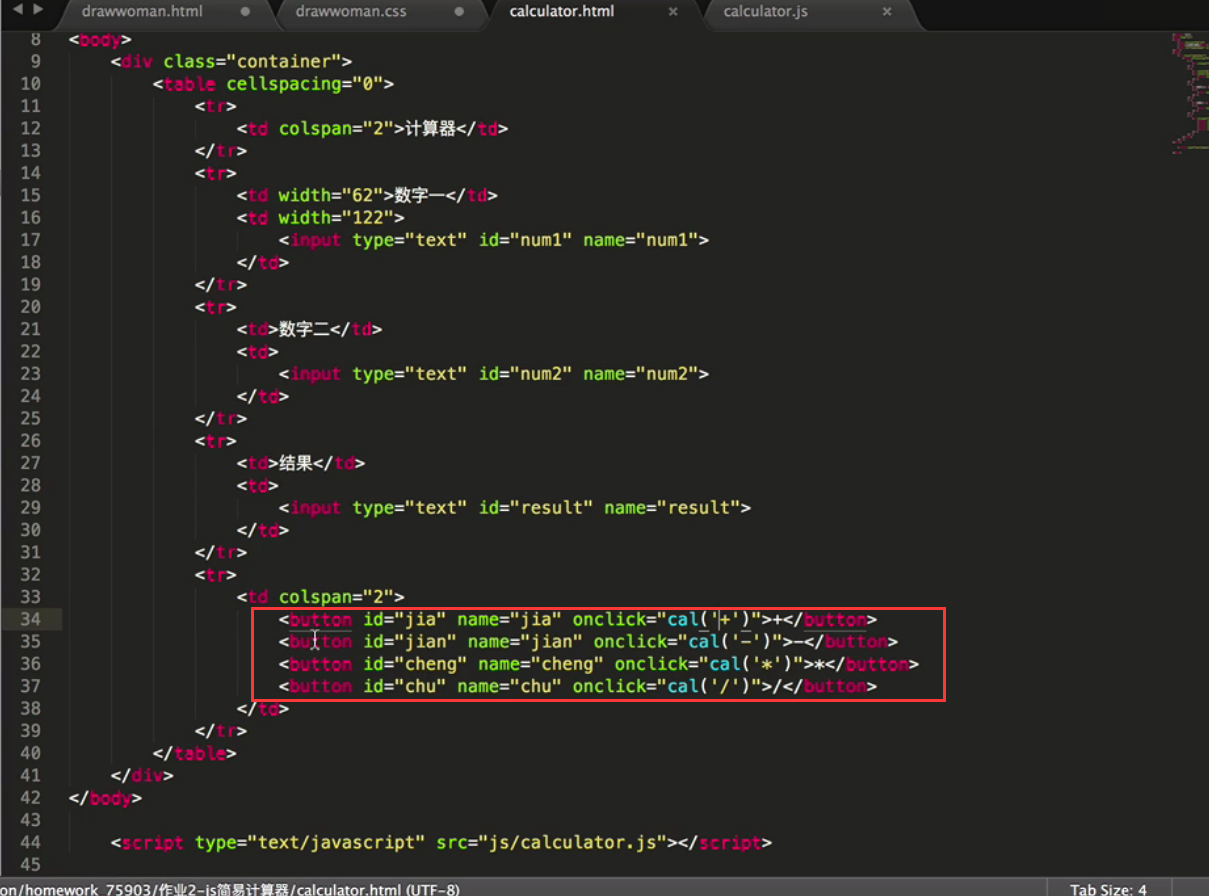 drawwoman.html
drawwoman.css
calculator.html
calculator.js
8 <body>
9 <div class="container">
10 <table cellspacing="0">
11 <tr>
12 <td colspan="2">计算器</td>
13 </tr>
14 <tr>
15 <td width="62">数字一</td>
16 <td width="122">
17 <input type="text" id="num1" name="num1">
18 </td>
19 </tr>
20 <tr>
21 <td>数字二</td>
22 <td>
23 <input type="text" id="num2" name="num2">
24 </td>
25 </tr>
26 <tr>
27 <td>结果</td>
28 <td>
29 <input type="text" id="result" name="result">
30 </td>
31 </tr>
32 <tr>
33 <td colspan="2">
34 <button id="jia" name="jia" onclick="cal('+')">+</button>
35 <button id="jian" name="jian" onclick="cal('-')">-</button>
36 <button id="cheng" name="cheng" onclick="cal('*')">*</button>
37 <button id="chu" name="chu" onclick="cal('/')">/</button>
38 </td>
39 </tr>
40 </table>
41 </div>
42 </body>
43
44 <script type="text/javascript" src="js/calculator.js"></script>
45
on/homework_75903/作业2-js简易计算器/calculator.html (UTF-8)
Tab Size: 4